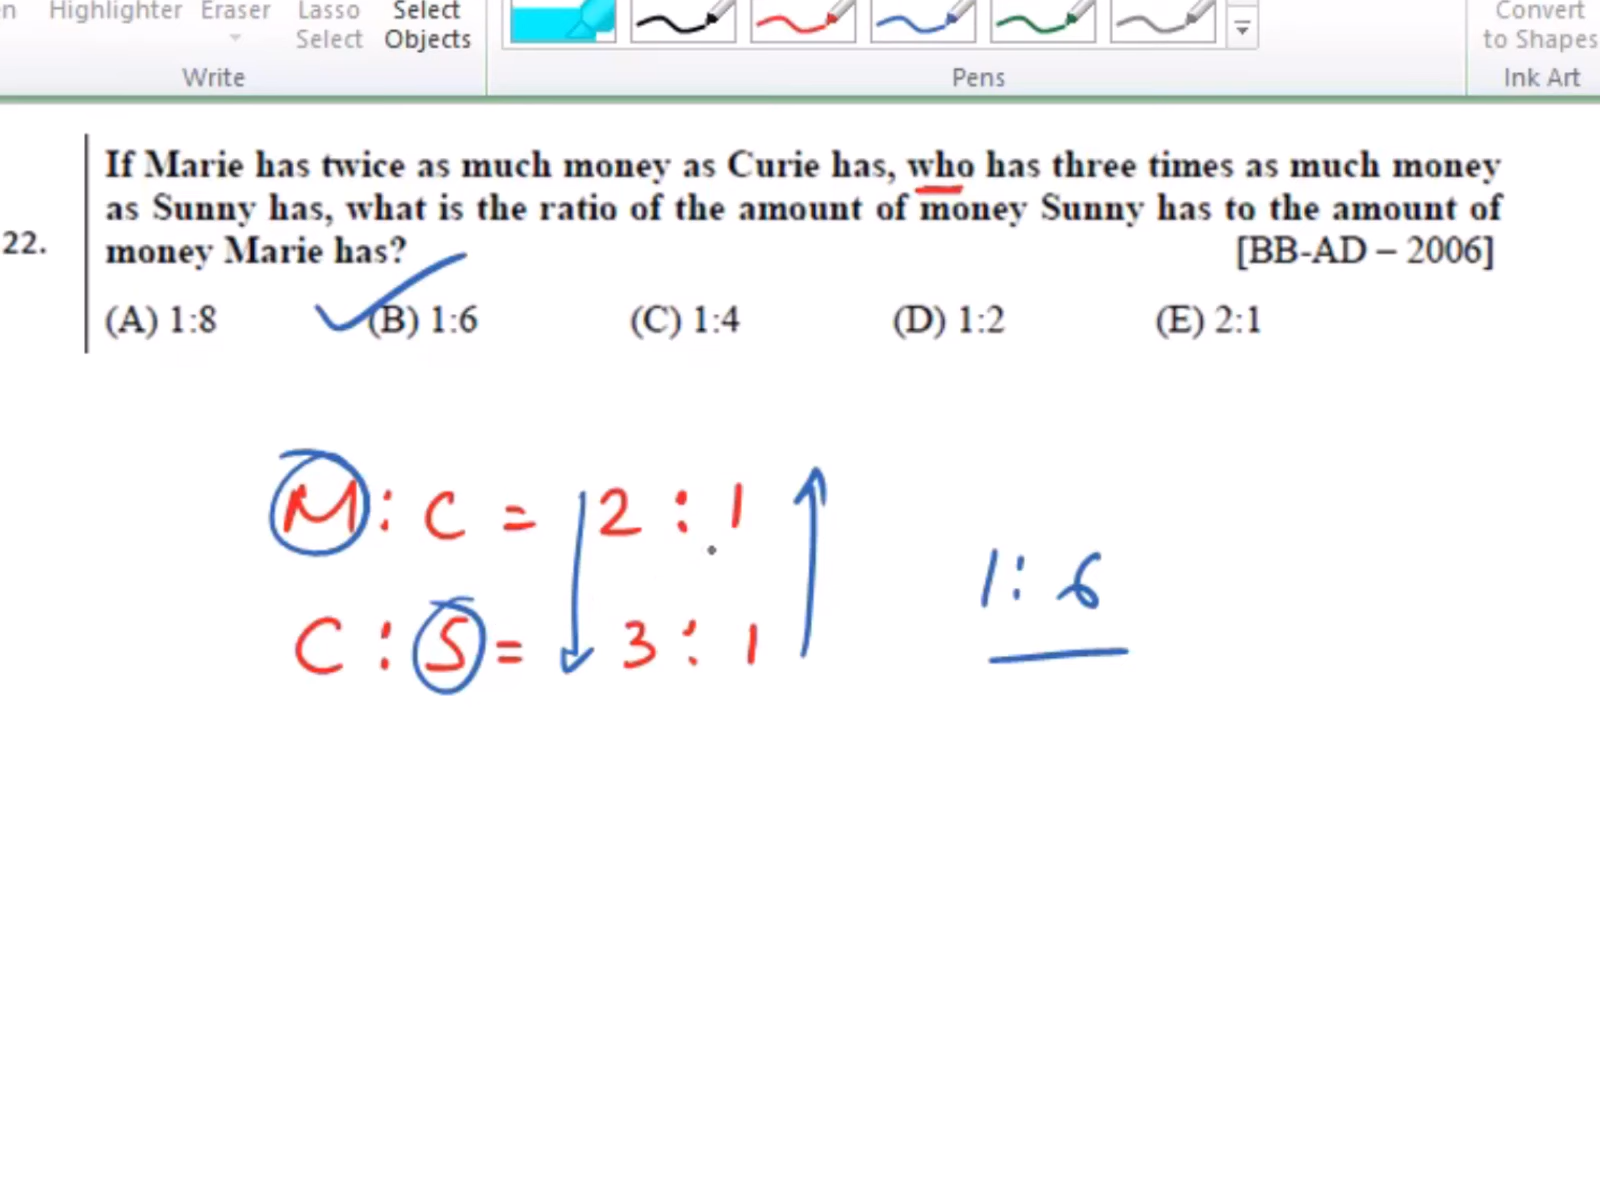 Highlighter Eraser Lasso Select Select Objects Convert to Shapes
Write Pens Ink Art
22.
If Marie has twice as much money as Curie has, who has three times as much money
as Sunny has, what is the ratio of the amount of money Sunny has to the amount of
money Marie has? [BB-AD – 2006]
(A) 1:8 (B) 1:6 (C) 1:4 (D) 1:2 (E) 2:1
M : C = 2 : 1
C : S = 3 : 1
1 : 6